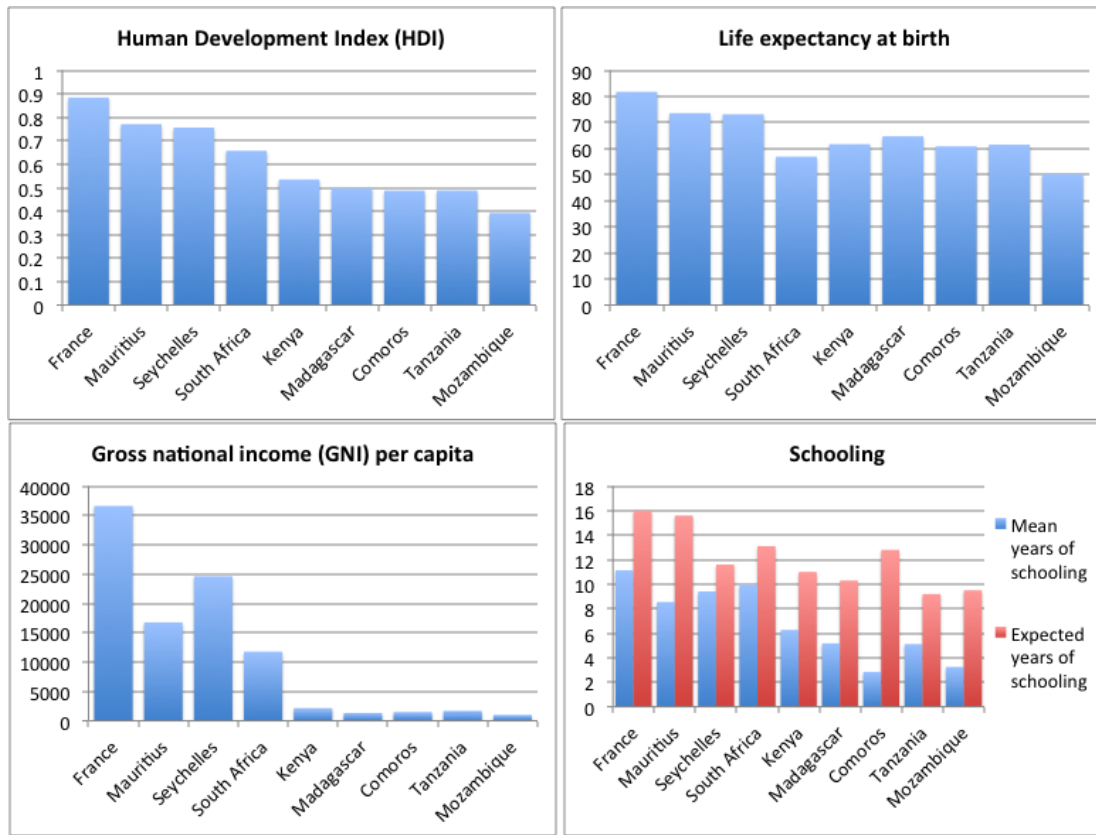 Human Development Index (HDI)
1
0.9
0.8
0.7
0.6
0.5
0.4
0.3
0.2
0.1
0
France
Mauritius
Seychelles
South Africa
Kenya
Madagascar
Comoros
Tanzania
Mozambique
Life expectancy at birth
90
80
70
60
50
40
30
20
10
0
France
Mauritius
Seychelles
South Africa
Kenya
Madagascar
Comoros
Tanzania
Mozambique
Gross national income (GNI) per capita
40000
35000
30000
25000
20000
15000
10000
5000
0
France
Mauritius
Seychelles
South Africa
Kenya
Madagascar
Comoros
Tanzania
Mozambique
Schooling
18
16
14
12
10
8
6
4
2
0
France
Mauritius
Seychelles
South Africa
Kenya
Madagascar
Comoros
Tanzania
Mozambique
Mean
years of
schooling
Expected
years of
schooling